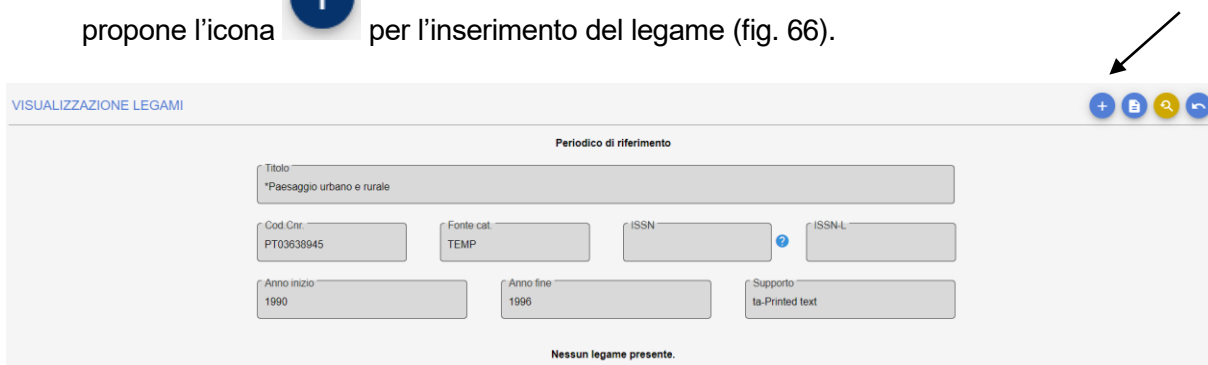 propone l’icona per l’inserimento del legame (fig. 66).
VISUALIZZAZIONE LEGAMI
Periodico di riferimento
Titolo
*Paesaggio urbano e rurale
Cod.Cnr. Fonte cat. ISSN ISSN-L
PT03638945 TEMP ?
Anno inizio Anno fine Supporto
1990 1996 ta-Printed text
Nessun legame presente.